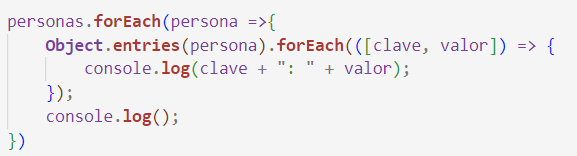 personas.forEach(persona =>{
    Object.entries(persona).forEach(([clave, valor]) => {
        console.log(clave + ": " + valor);
    });
    console.log();
})